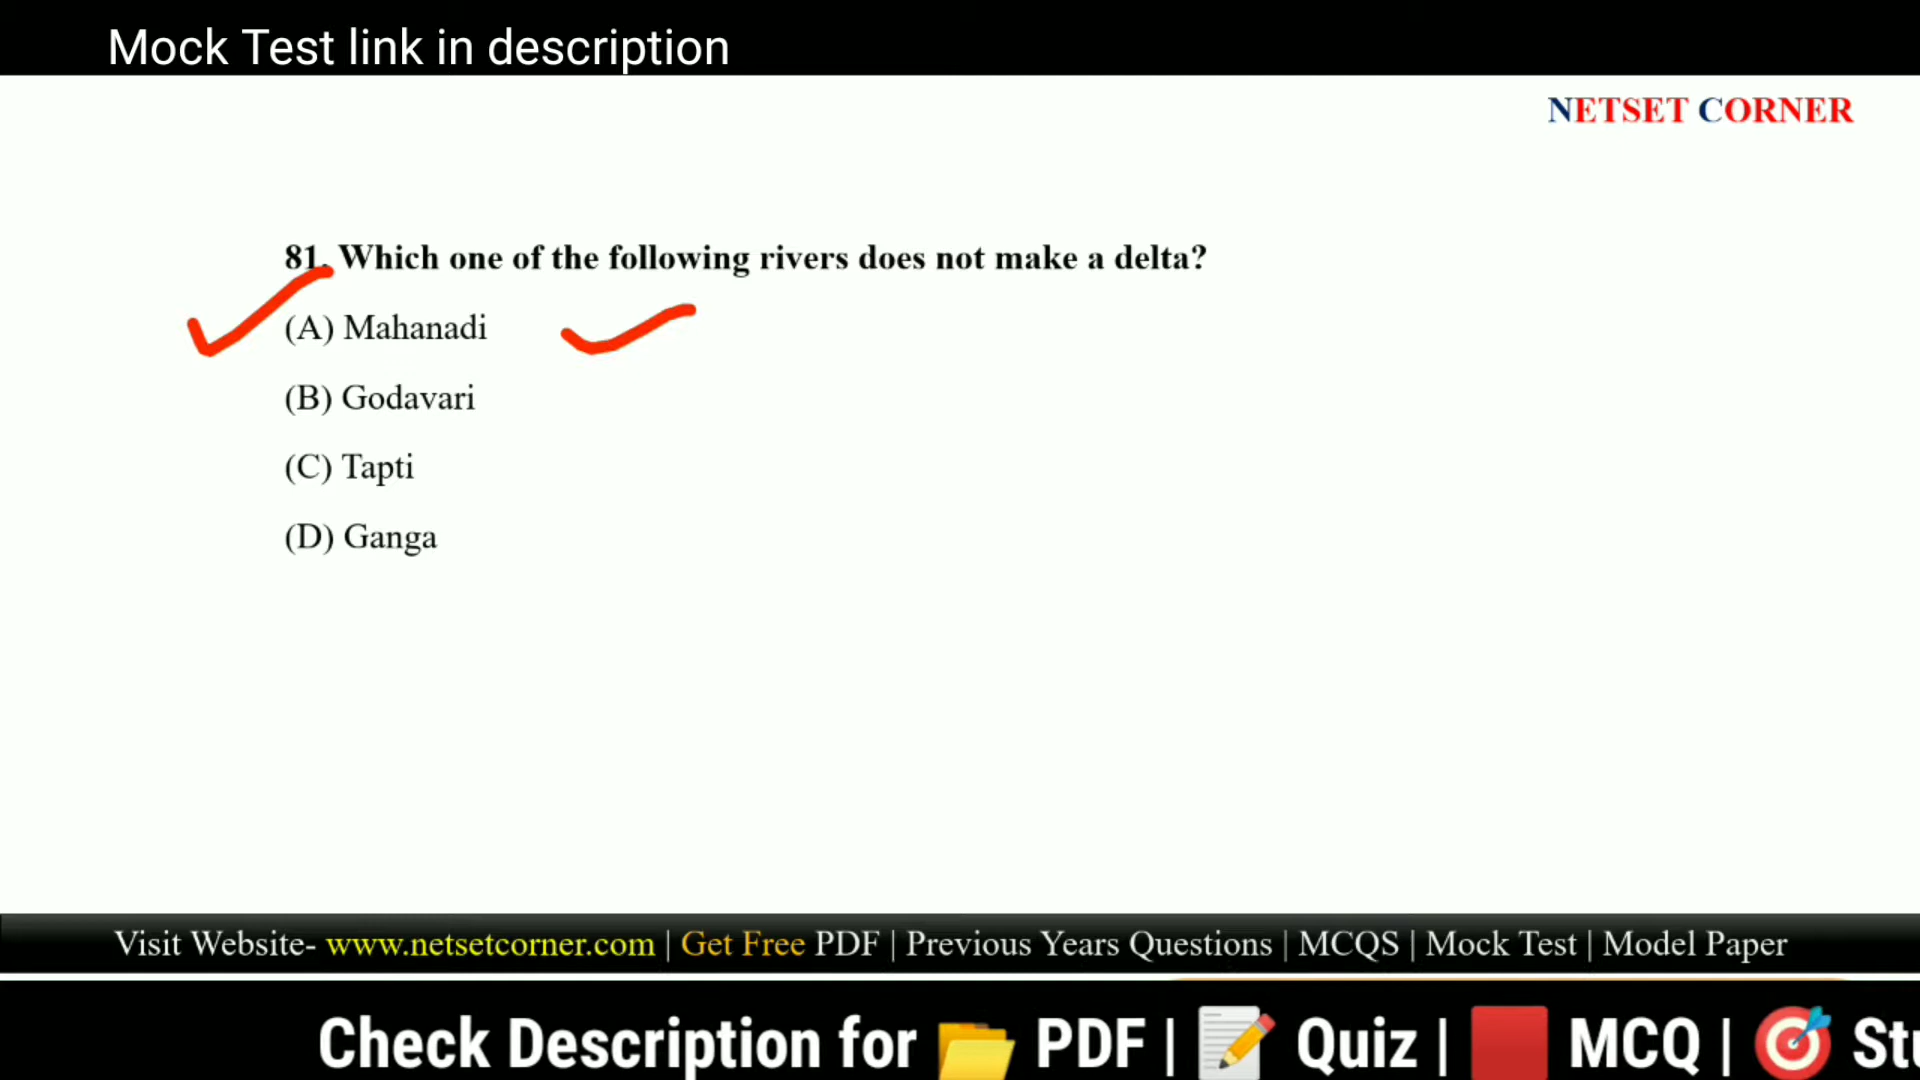 Mock Test link in description
NETSET CORNER
81. Which one of the following rivers does not make a delta?
(A) Mahanadi
(B) Godavari
(C) Tapti
(D) Ganga
Visit Website- www.netsetcorner.com | Get Free PDF | Previous Years Questions | MCQS | Mock Test | Model Paper
Check Description for 📂 PDF | 📝 Quiz | 🟥 MCQ | 🎯 Stu